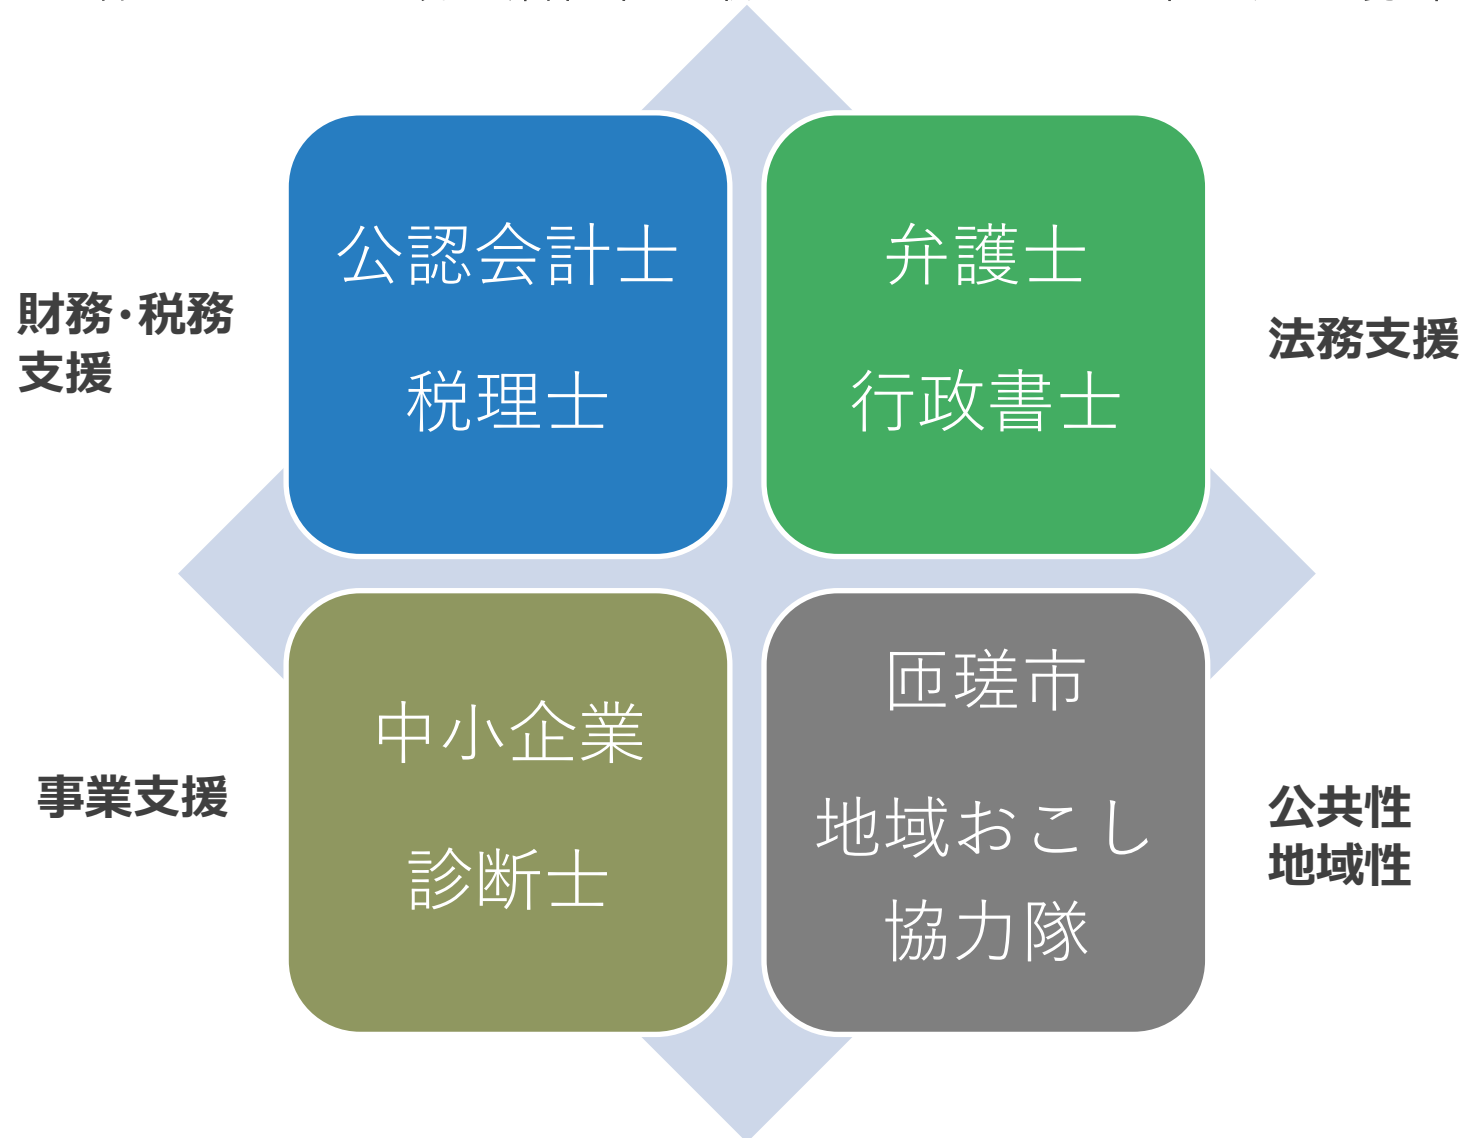 財務・税務
支援
公認会計士
税理士
弁護士
行政書士
法務支援
事業支援
中小企業
診断士
匝瑳市
地域おこし
協力隊
公共性
地域性